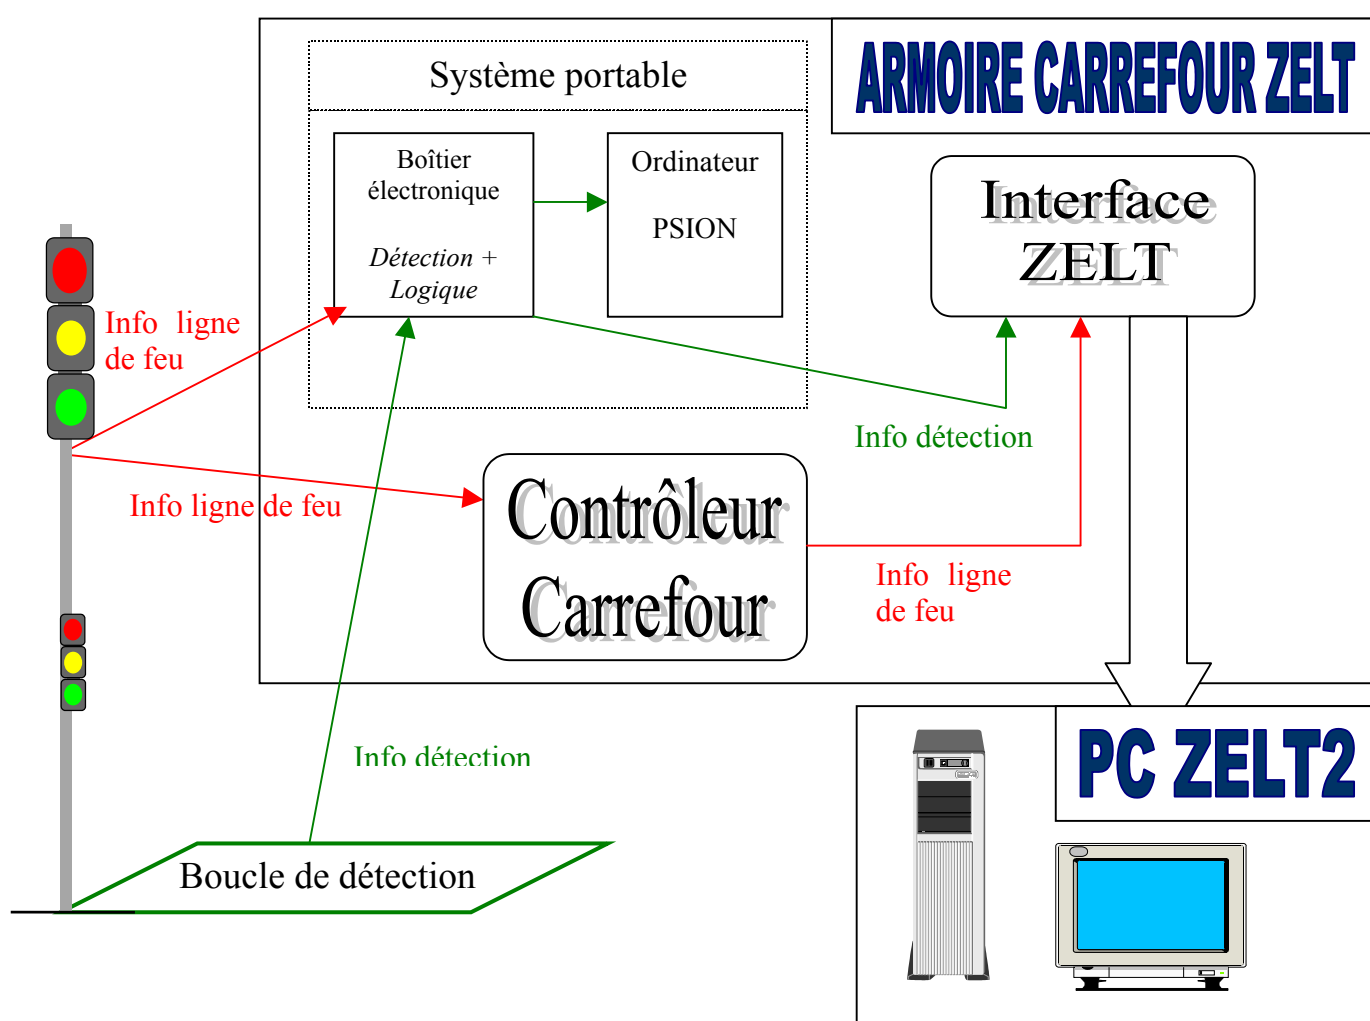 ARMOIRE CARREFOUR ZELT
Système portable
Boîtier
électronique
Détection +
Logique
Ordinateur
PSION
Interface
ZELT
Info ligne
de feu
Info détection
Info ligne de feu
Contrôleur
Carrefour
Info ligne
de feu
Info détection
PC ZELT2
Boucle de détection